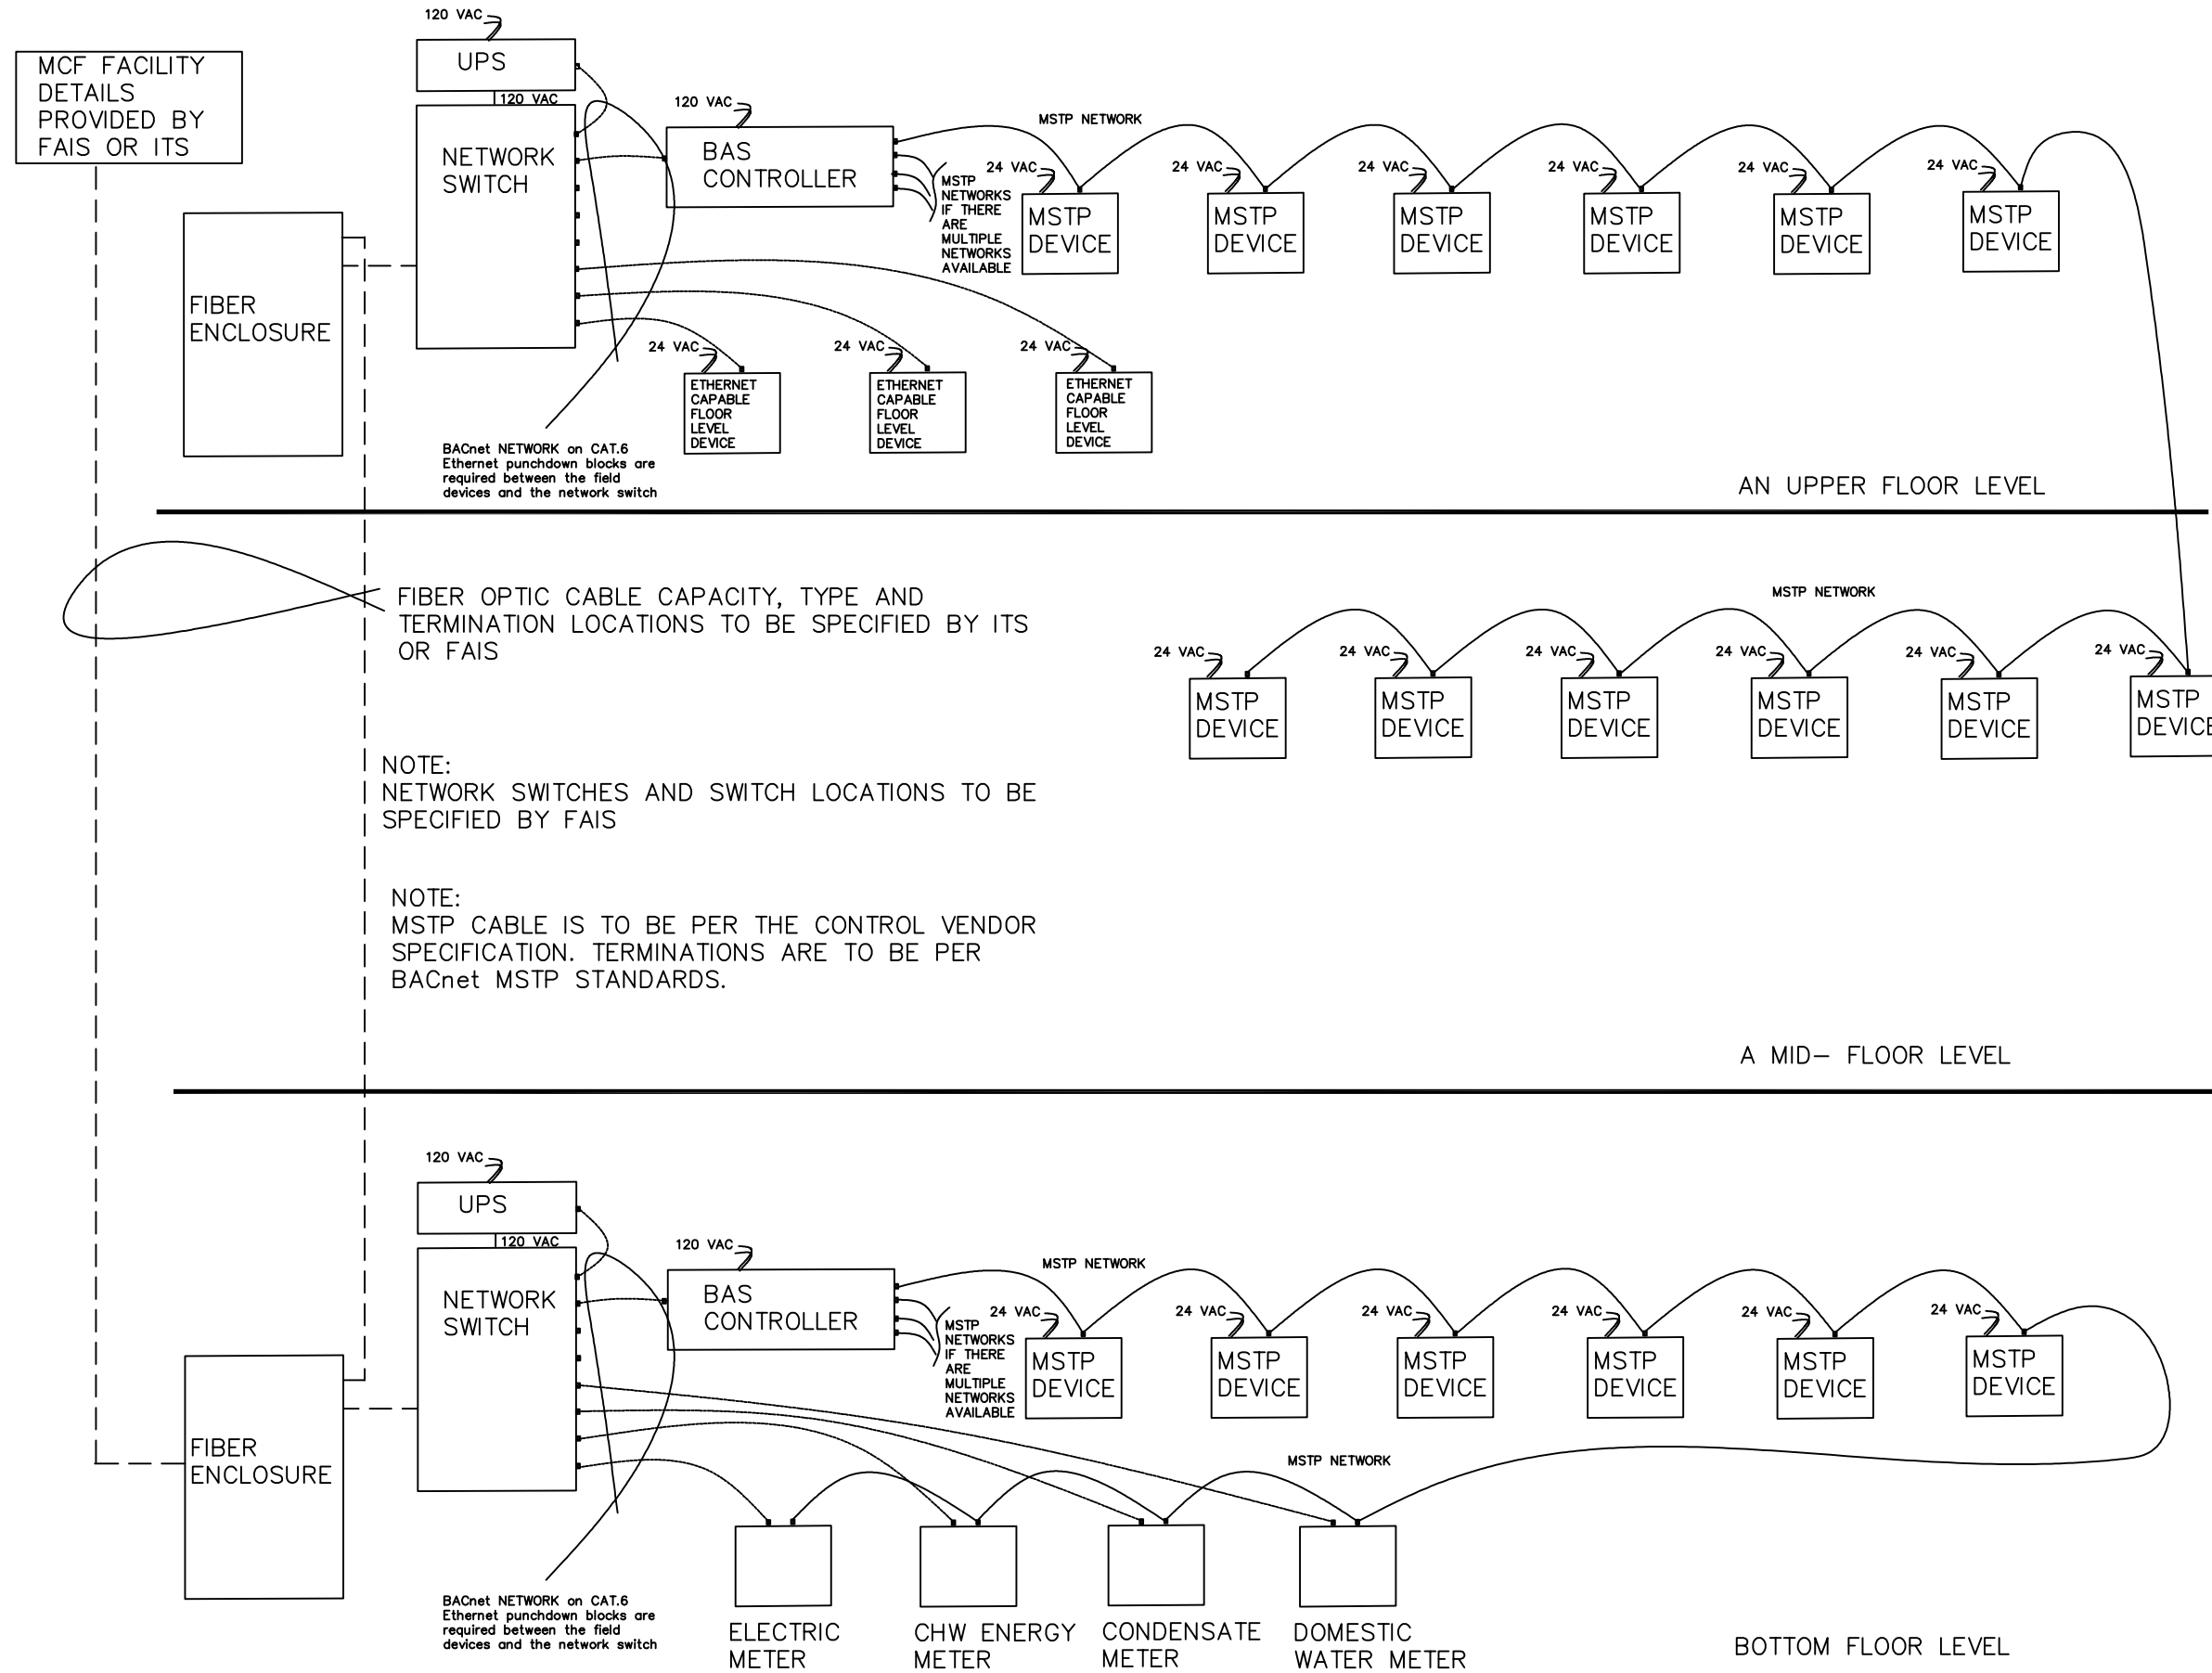 120 VAC
UPS
MCF FACILITY
DETAILS
PROVIDED BY
FAIS OR ITS
120 VAC
NETWORK
SWITCH
120 VAC
BAS
CONTROLLER
MSTP NETWORK
MSTP
NETWORKS
IF THERE
ARE
MULTIPLE
NETWORKS
AVAILABLE
24 VAC
MSTP
DEVICE
24 VAC
MSTP
DEVICE
24 VAC
MSTP
DEVICE
24 VAC
MSTP
DEVICE
24 VAC
MSTP
DEVICE
24 VAC
MSTP
DEVICE
FIBER
ENCLOSURE
24 VAC
ETHERNET
CAPABLE
FLOOR
LEVEL
DEVICE
24 VAC
ETHERNET
CAPABLE
FLOOR
LEVEL
DEVICE
24 VAC
ETHERNET
CAPABLE
FLOOR
LEVEL
DEVICE
BACnet NETWORK on CAT.6
Ethernet punchdown blocks are
required between the field
devices and the network switch
AN UPPER FLOOR LEVEL
FIBER OPTIC CABLE CAPACITY, TYPE AND
TERMINATION LOCATIONS TO BE SPECIFIED BY ITS
OR FAIS
MSTP NETWORK
24 VAC
MSTP
DEVICE
24 VAC
MSTP
DEVICE
24 VAC
MSTP
DEVICE
24 VAC
MSTP
DEVICE
24 VAC
MSTP
DEVICE
24 VAC
MSTP
DEVICE
NOTE:
NETWORK SWITCHES AND SWITCH LOCATIONS TO BE
SPECIFIED BY FAIS
NOTE:
MSTP CABLE IS TO BE PER THE CONTROL VENDOR
SPECIFICATION. TERMINATIONS ARE TO BE PER
BACnet MSTP STANDARDS.
A MID- FLOOR LEVEL
120 VAC
UPS
120 VAC
NETWORK
SWITCH
120 VAC
BAS
CONTROLLER
MSTP NETWORK
MSTP
NETWORKS
IF THERE
ARE
MULTIPLE
NETWORKS
AVAILABLE
24 VAC
MSTP
DEVICE
24 VAC
MSTP
DEVICE
24 VAC
MSTP
DEVICE
24 VAC
MSTP
DEVICE
24 VAC
MSTP
DEVICE
24 VAC
MSTP
DEVICE
FIBER
ENCLOSURE
MSTP NETWORK
BACnet NETWORK on CAT.6
Ethernet punchdown blocks are
required between the field
devices and the network switch
ELECTRIC
METER
CHW ENERGY
METER
CONDENSATE
METER
DOMESTIC
WATER METER
BOTTOM FLOOR LEVEL